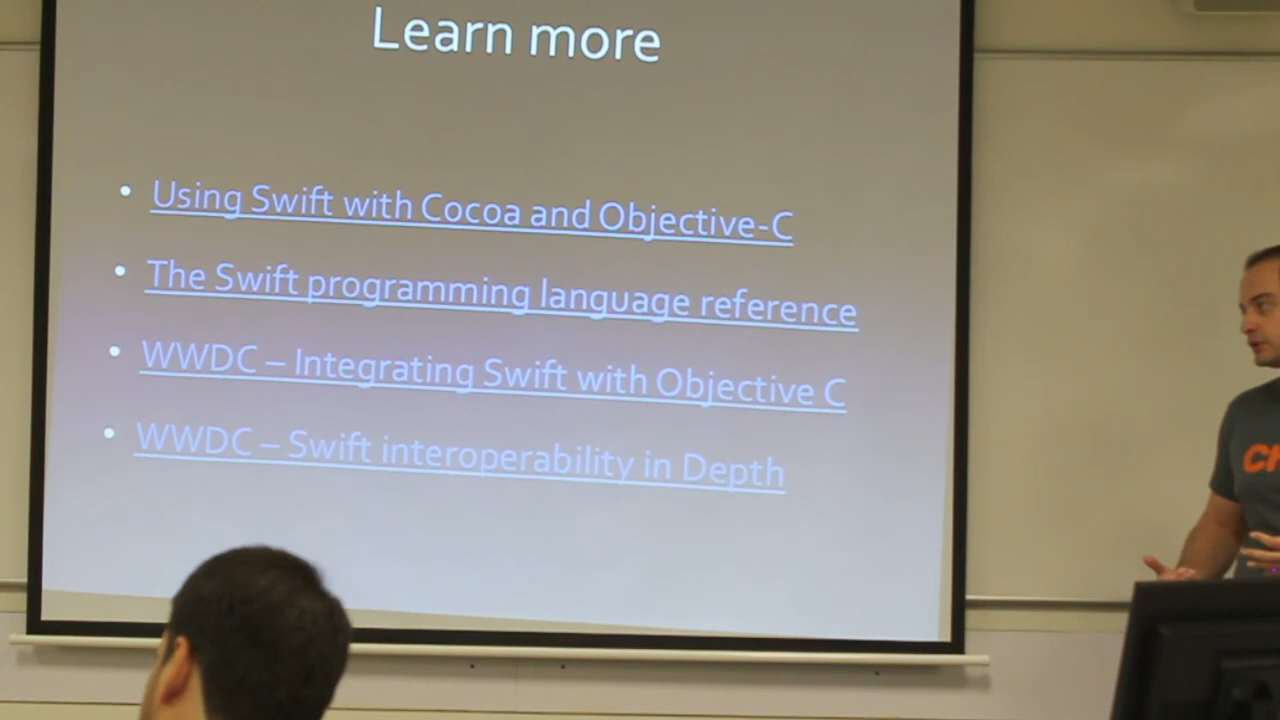 Learn more
• Using Swift with Cocoa and Objective-C
• The Swift programming language reference
• WWDC – Integrating Swift with Objective C
• WWDC – Swift interoperability in Depth